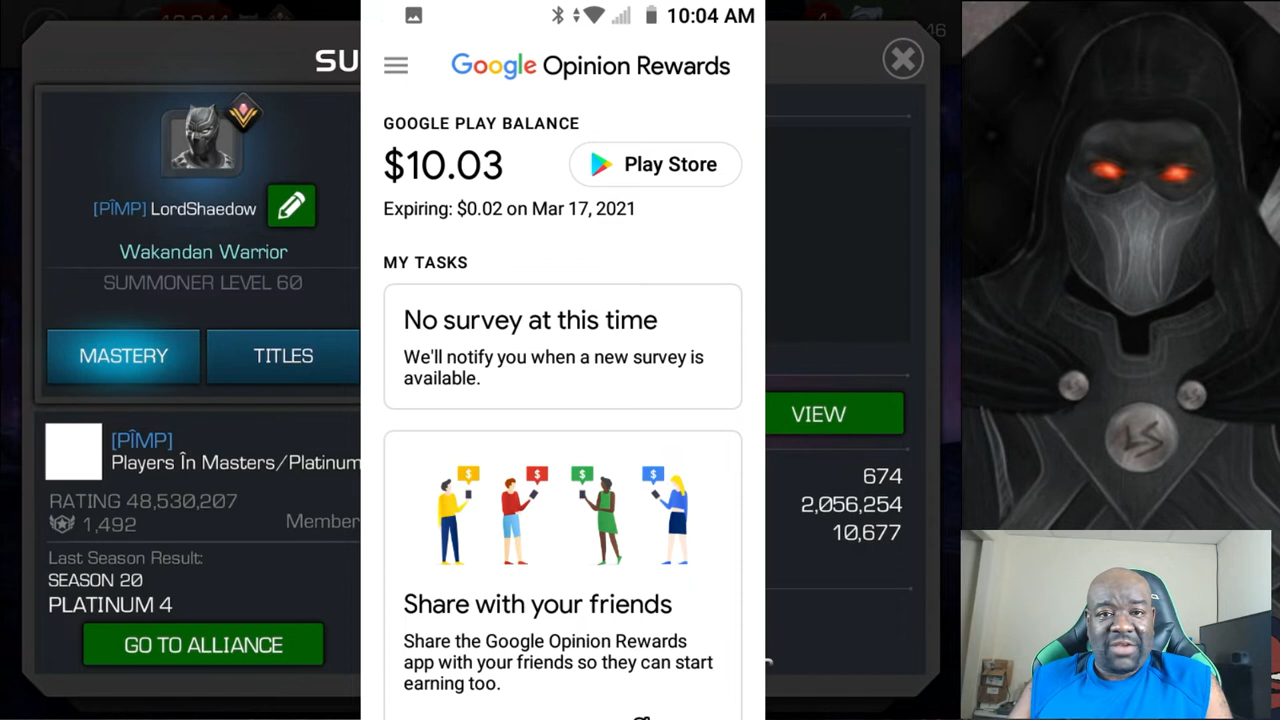 10:04 AM
SU
Google Opinion Rewards
GOOGLE PLAY BALANCE
$10.03
Play Store
Expiring: $0.02 on Mar 17, 2021
MY TASKS
No survey at this time
We'll notify you when a new survey is
available.
Share with your friends
Share the Google Opinion Rewards
app with your friends so they can start
earning too.
[PÎMP] LordShaedow
Wakandan Warrior
SUMMONER LEVEL 60
MASTERY
TITLES
[PÎMP]
Players În Masters/Platinum
RATING 48,530,207
1,492
Member
Last Season Result:
SEASON 20
PLATINUM 4
GO TO ALLIANCE
VIEW
674
2,056,254
10,677
LS